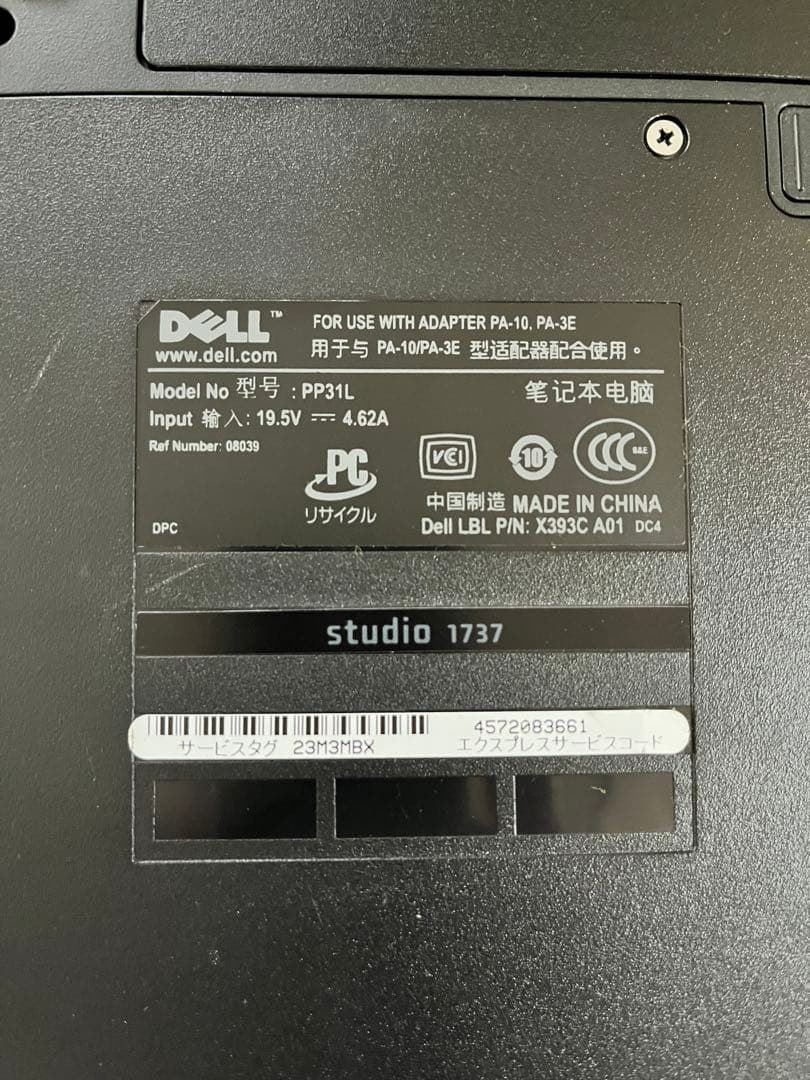 DELL™
www.dell.com
FOR USE WITH ADAPTER PA-10, PA-3E
用于与 PA-10/PA-3E 型适配器配合使用。
Model No 型号 : PP31L
笔记本电脑
Input 输入: 19.5V ⎓ 4.62A
Ref Number: 08039
PC
リサイクル
VCI
10
CCC
S&E
中国制造 MADE IN CHINA
DPC
Dell LBL P/N: X393C A01 DC4
studio 1737
4572083661
サービスタグ 23M3MBX エクスプレスサービスコード